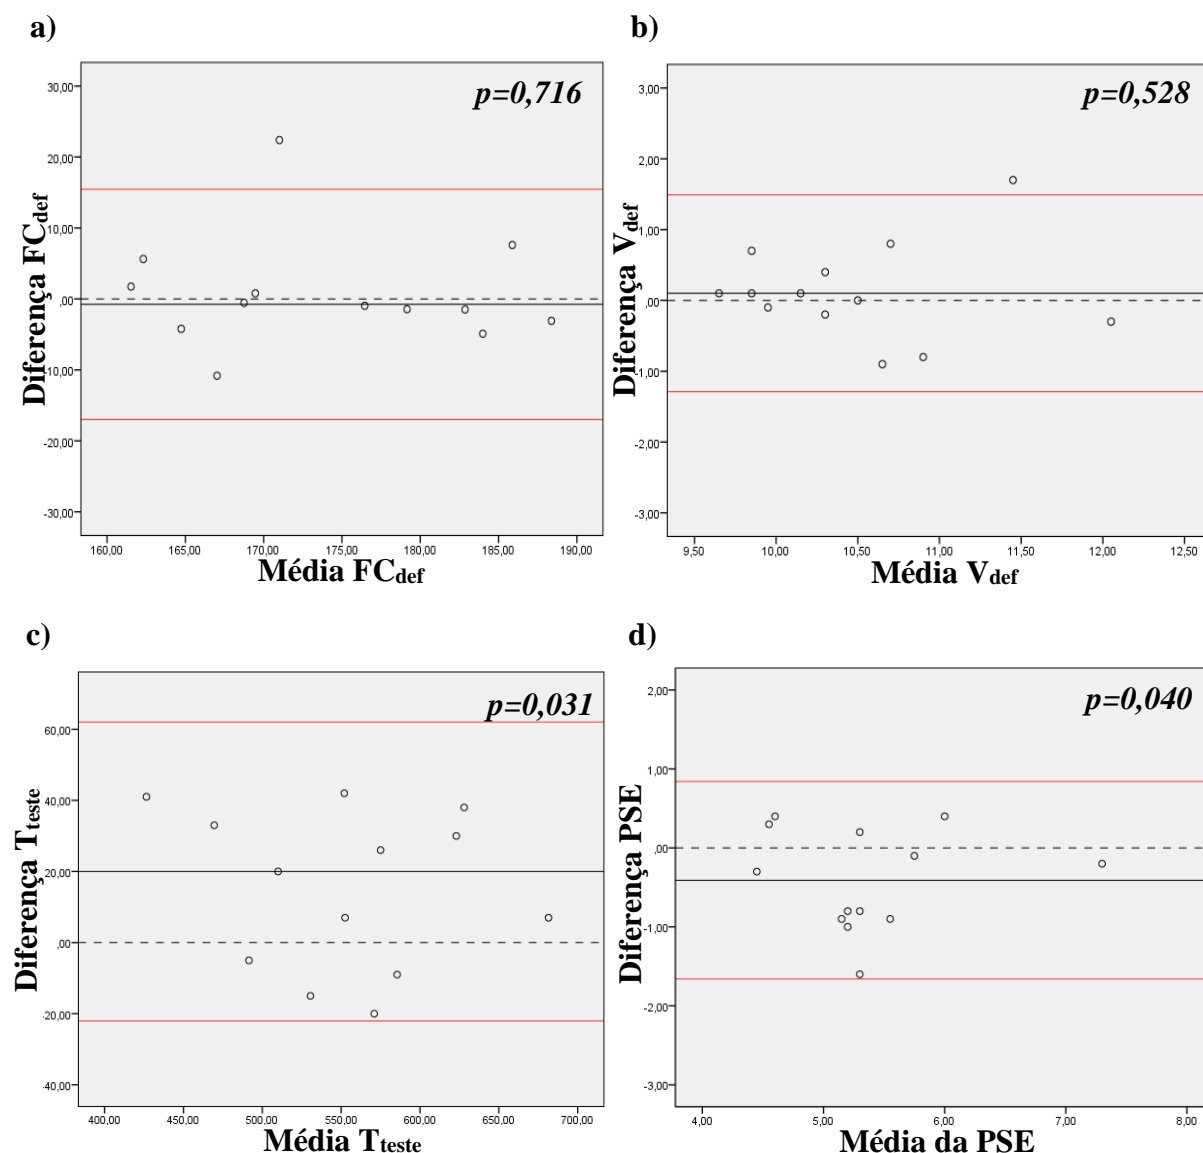 a)
p=0,716
Diferença FCdef
30,00
20,00
10,00
,00
-10,00
-20,00
-30,00
160,00 165,00 170,00 175,00 180,00 185,00 190,00
Média FCdef
b)
p=0,528
Diferença Vdef
3,00
2,00
1,00
,00
-1,00
-2,00
-3,00
9,50 10,00 10,50 11,00 11,50 12,00 12,50
Média Vdef
c)
p=0,031
Diferença Tteste
60,00
40,00
20,00
,00
-20,00
-40,00
400,00 450,00 500,00 550,00 600,00 650,00 700,00
Média Tteste
d)
p=0,040
Diferença PSE
2,00
1,00
,00
-1,00
-2,00
-3,00
4,00 5,00 6,00 7,00 8,00
Média da PSE